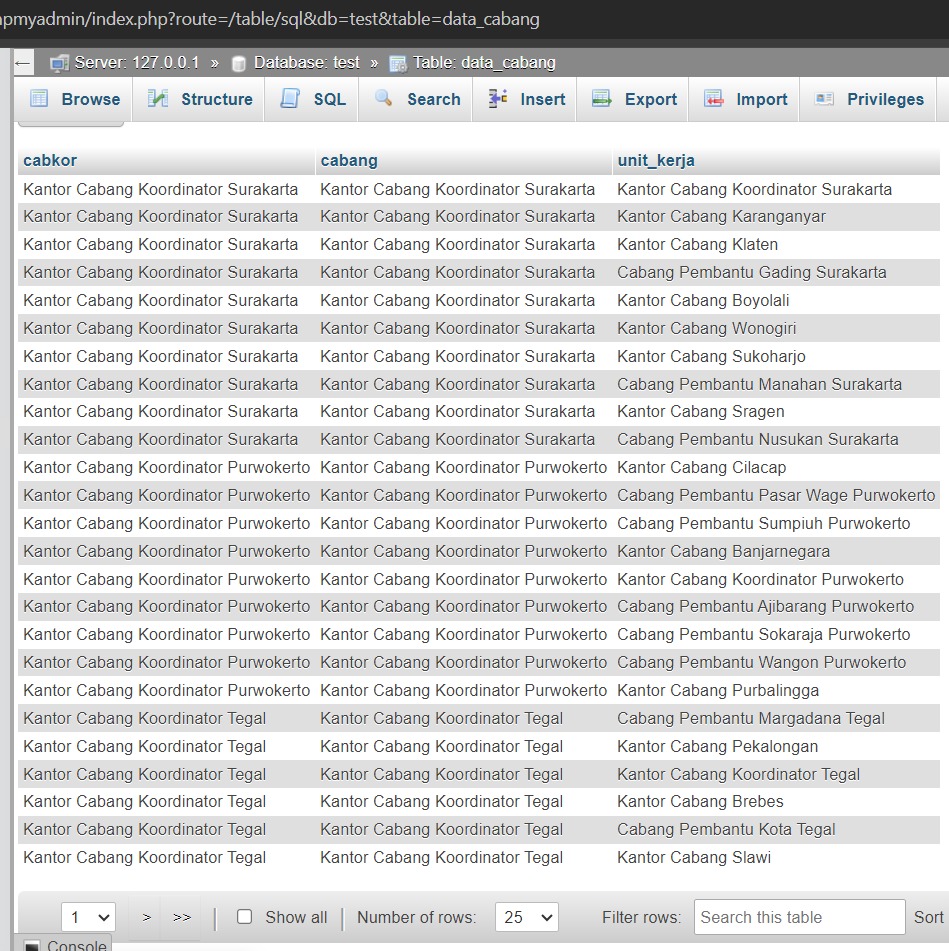 pmyadmin/index.php?route=/table/sql&db=test&table=data_cabang
← Server: 127.0.0.1 » Database: test » Table: data_cabang
Browse Structure SQL Search Insert Export Import Privileges
cabkor cabang unit_kerja
Kantor Cabang Koordinator Surakarta Kantor Cabang Koordinator Surakarta Kantor Cabang Koordinator Surakarta
Kantor Cabang Koordinator Surakarta Kantor Cabang Koordinator Surakarta Kantor Cabang Karanganyar
Kantor Cabang Koordinator Surakarta Kantor Cabang Koordinator Surakarta Kantor Cabang Klaten
Kantor Cabang Koordinator Surakarta Kantor Cabang Koordinator Surakarta Cabang Pembantu Gading Surakarta
Kantor Cabang Koordinator Surakarta Kantor Cabang Koordinator Surakarta Kantor Cabang Boyolali
Kantor Cabang Koordinator Surakarta Kantor Cabang Koordinator Surakarta Kantor Cabang Wonogiri
Kantor Cabang Koordinator Surakarta Kantor Cabang Koordinator Surakarta Kantor Cabang Sukoharjo
Kantor Cabang Koordinator Surakarta Kantor Cabang Koordinator Surakarta Cabang Pembantu Manahan Surakarta
Kantor Cabang Koordinator Surakarta Kantor Cabang Koordinator Surakarta Kantor Cabang Sragen
Kantor Cabang Koordinator Surakarta Kantor Cabang Koordinator Surakarta Cabang Pembantu Nusukan Surakarta
Kantor Cabang Koordinator Purwokerto Kantor Cabang Koordinator Purwokerto Kantor Cabang Cilacap
Kantor Cabang Koordinator Purwokerto Kantor Cabang Koordinator Purwokerto Cabang Pembantu Pasar Wage Purwokerto
Kantor Cabang Koordinator Purwokerto Kantor Cabang Koordinator Purwokerto Cabang Pembantu Sumpiuh Purwokerto
Kantor Cabang Koordinator Purwokerto Kantor Cabang Koordinator Purwokerto Kantor Cabang Banjarnegara
Kantor Cabang Koordinator Purwokerto Kantor Cabang Koordinator Purwokerto Kantor Cabang Koordinator Purwokerto
Kantor Cabang Koordinator Purwokerto Kantor Cabang Koordinator Purwokerto Cabang Pembantu Ajibarang Purwokerto
Kantor Cabang Koordinator Purwokerto Kantor Cabang Koordinator Purwokerto Cabang Pembantu Sokaraja Purwokerto
Kantor Cabang Koordinator Purwokerto Kantor Cabang Koordinator Purwokerto Cabang Pembantu Wangon Purwokerto
Kantor Cabang Koordinator Purwokerto Kantor Cabang Koordinator Purwokerto Kantor Cabang Purbalingga
Kantor Cabang Koordinator Tegal Kantor Cabang Koordinator Tegal Cabang Pembantu Margadana Tegal
Kantor Cabang Koordinator Tegal Kantor Cabang Koordinator Tegal Kantor Cabang Pekalongan
Kantor Cabang Koordinator Tegal Kantor Cabang Koordinator Tegal Kantor Cabang Koordinator Tegal
Kantor Cabang Koordinator Tegal Kantor Cabang Koordinator Tegal Kantor Cabang Brebes
Kantor Cabang Koordinator Tegal Kantor Cabang Koordinator Tegal Cabang Pembantu Kota Tegal
Kantor Cabang Koordinator Tegal Kantor Cabang Koordinator Tegal Kantor Cabang Slawi
1 > >> Show all Number of rows: 25 Filter rows: Search this table Sort
Console